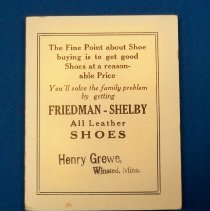 The Fine Point about Shoe
buying is to get good
Shoes at a reason-
able Price
You'll solve the family problem
by getting
FRIEDMAN - SHELBY
All Leather
SHOES
Henry Grewe,
Winsted, Minn.